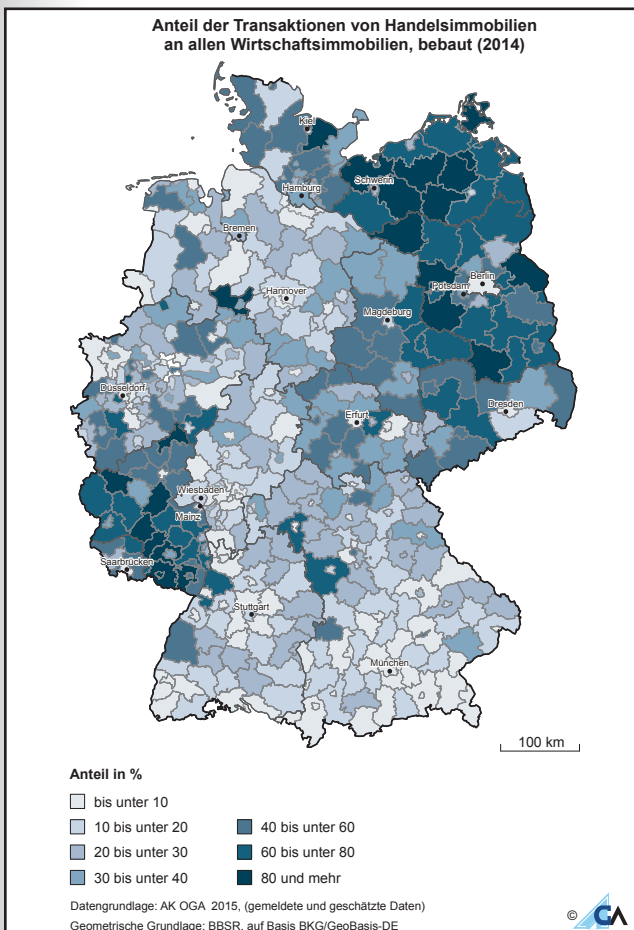 Anteil der Transaktionen von Handelsimmobilien
an allen Wirtschaftsimmobilien, bebaut (2014)
Kiel
Schwerin
Hamburg
Bremen
Berlin
Potsdam
Hannover
Magdeburg
Düsseldorf
Dresden
Erfurt
Wiesbaden
Mainz
Saarbrücken
Stuttgart
München
100 km
Anteil in %
bis unter 10
10 bis unter 20
20 bis unter 30
30 bis unter 40
40 bis unter 60
60 bis unter 80
80 und mehr
Datengrundlage: AK OGA 2015, (gemeldete und geschätzte Daten)
Geometrische Grundlage: BBSR, auf Basis BKG/GeoBasis-DE
© GA